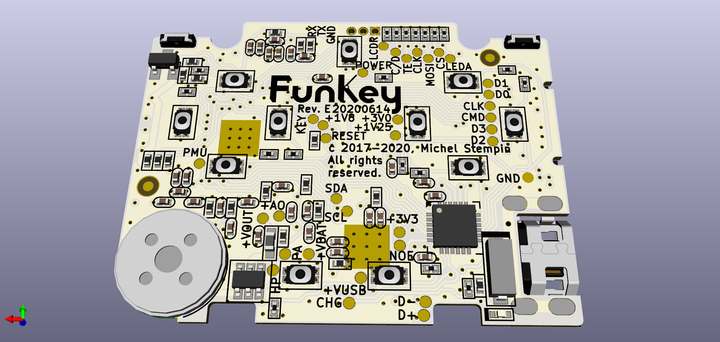 RX
TX
GND
LCDR
C/D
TE
CLK
MOSI
CS
POWER
LEDA
D1
D0
FunKey
Rev. E20200614
KEY
+1V8
+3V0
+1V25
CLK
CMD
D3
D2
RESET
© 2017-2020, Michel Stempin
All rights
reserved.
PMU
GND
SDA
+A0
SCL
+3V3
+VOUT
+VBAT
PA
NOE
HP
+VUSB
CHG
D-
D+